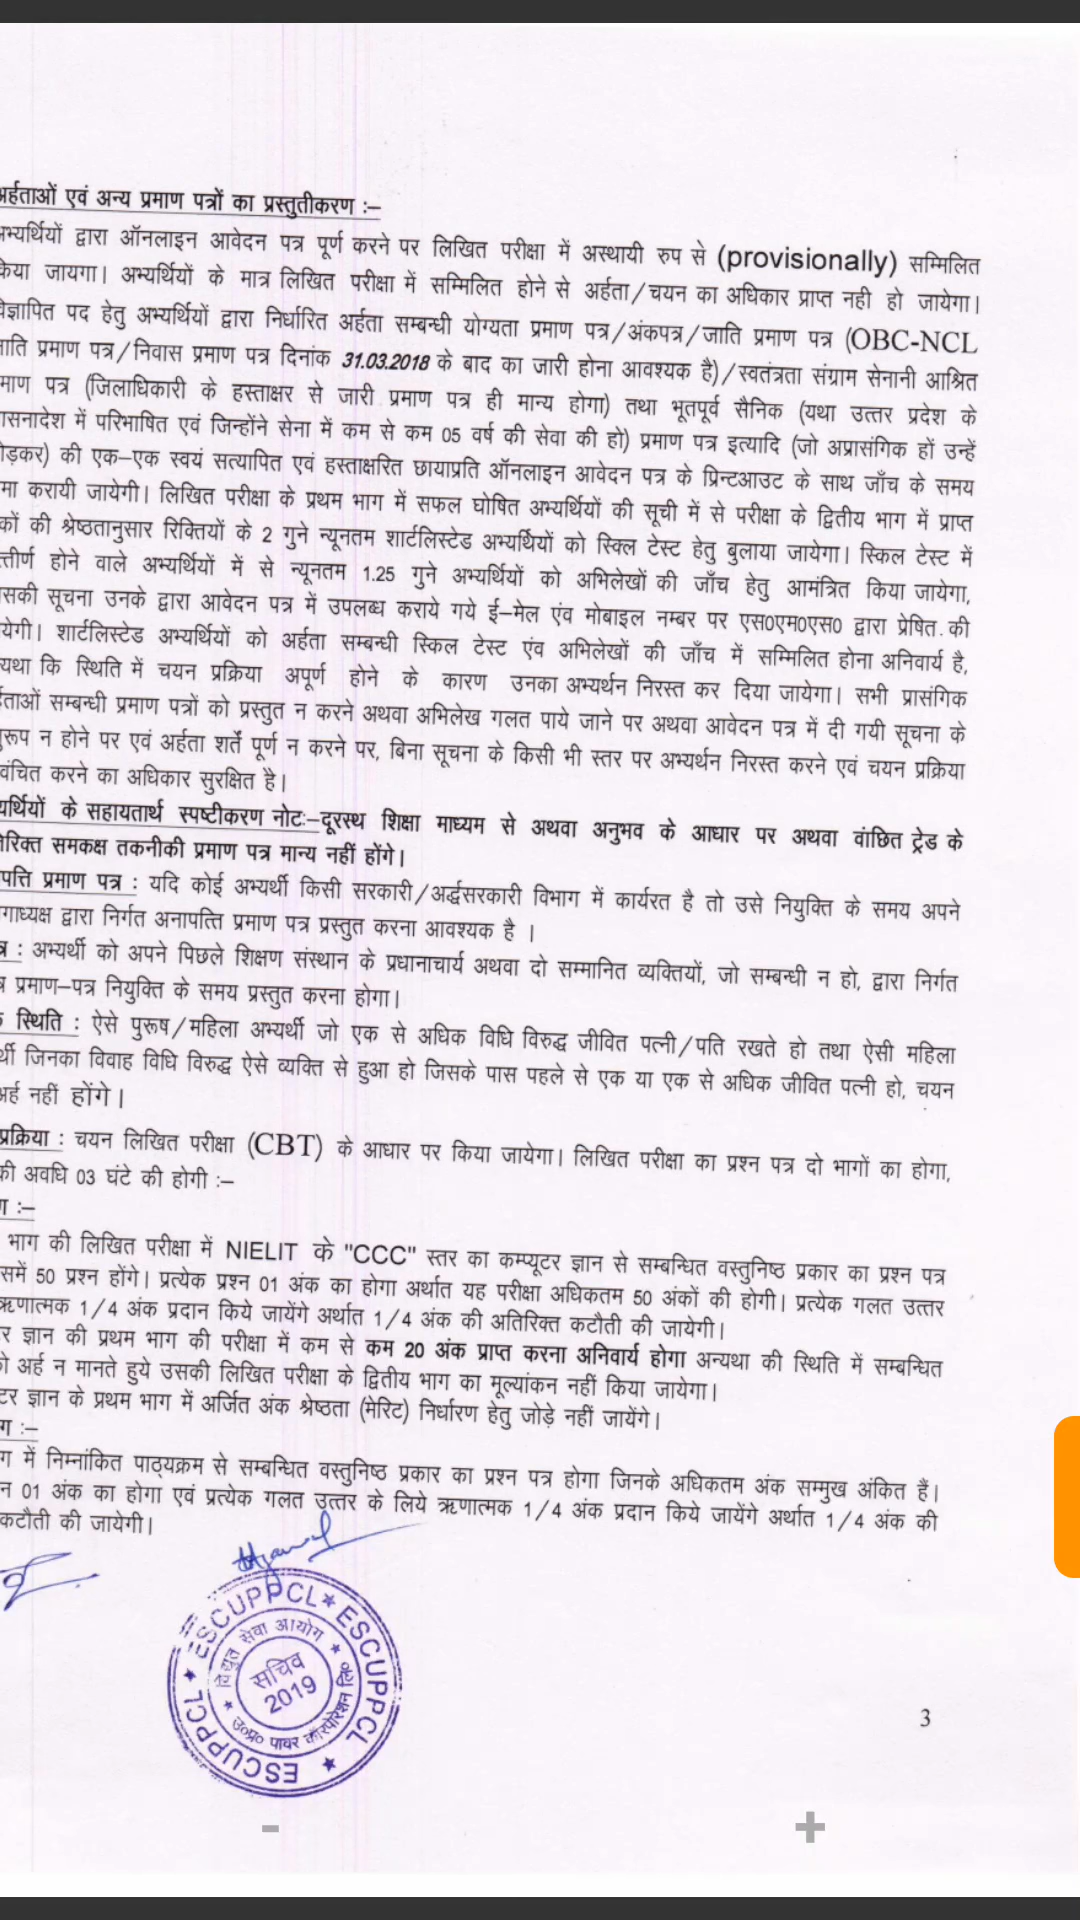 अर्हताओं एवं अन्य प्रमाण पत्रों का प्रस्तुतीकरण :–
अभ्यर्थियों द्वारा ऑनलाइन आवेदन पत्र पूर्ण करने पर लिखित परीक्षा में अस्थायी रुप से (provisionally) सम्मिलित
किया जायगा। अभ्यर्थियों के मात्र लिखित परीक्षा में सम्मिलित होने से अर्हता/चयन का अधिकार प्राप्त नही हो जायेगा।
विज्ञापित पद हेतु अभ्यर्थियों द्वारा निर्धारित अर्हता सम्बन्धी योग्यता प्रमाण पत्र/अंकपत्र/जाति प्रमाण पत्र (OBC-NCL
जाति प्रमाण पत्र/निवास प्रमाण पत्र दिनांक 31.03.2018 के बाद का जारी होना आवश्यक है)/स्वतंत्रता संग्राम सेनानी आश्रित
माण पत्र (जिलाधिकारी के हस्ताक्षर से जारी प्रमाण पत्र ही मान्य होगा) तथा भूतपूर्व सैनिक (यथा उत्तर प्रदेश के
ासनादेश में परिभाषित एवं जिन्होंने सेना में कम से कम 05 वर्ष की सेवा की हो) प्रमाण पत्र इत्यादि (जो अप्रासंगिक हों उन्हें
ोड़कर) की एक–एक स्वयं सत्यापित एवं हस्ताक्षरित छायाप्रति ऑनलाइन आवेदन पत्र के प्रिन्टआउट के साथ जाँच के समय
मा करायी जायेगी। लिखित परीक्षा के प्रथम भाग में सफल घोषित अभ्यर्थियों की सूची में से परीक्षा के द्वितीय भाग में प्राप्त
कों की श्रेष्ठतानुसार रिक्तियों के 2 गुने न्यूनतम शार्टलिस्टेड अभ्यर्थियों को स्क्लि टेस्ट हेतु बुलाया जायेगा। स्किल टेस्ट में
त्तीर्ण होने वाले अभ्यर्थियों में से न्यूनतम 1.25 गुने अभ्यर्थियों को अभिलेखों की जाँच हेतु आमंत्रित किया जायेगा,
सकी सूचना उनके द्वारा आवेदन पत्र में उपलब्ध कराये गये ई–मेल एंव मोबाइल नम्बर पर एस0एम0एस0 द्वारा प्रेषित की
येगी। शार्टलिस्टेड अभ्यर्थियों को अर्हता सम्बन्धी स्किल टेस्ट एंव अभिलेखों की जाँच में सम्मिलित होना अनिवार्य है,
यथा कि स्थिति में चयन प्रक्रिया अपूर्ण होने के कारण उनका अभ्यर्थन निरस्त कर दिया जायेगा। सभी प्रासंगिक
र्हताओं सम्बन्धी प्रमाण पत्रों को प्रस्तुत न करने अथवा अभिलेख गलत पाये जाने पर अथवा आवेदन पत्र में दी गयी सूचना के
ुरूप न होने पर एवं अर्हता शर्तें पूर्ण न करने पर, बिना सूचना के किसी भी स्तर पर अभ्यर्थन निरस्त करने एवं चयन प्रक्रिया
वंचित करने का अधिकार सुरक्षित है।
यर्थियों के सहायतार्थ स्पष्टीकरण नोटः–दूरस्थ शिक्षा माध्यम से अथवा अनुभव के आधार पर अथवा वांछित ट्रेड के
िरिक्त समकक्ष तकनीकी प्रमाण पत्र मान्य नहीं होंगे।
पत्ति प्रमाण पत्र : यदि कोई अभ्यर्थी किसी सरकारी/अर्द्धसरकारी विभाग में कार्यरत है तो उसे नियुक्ति के समय अपने
गाध्यक्ष द्वारा निर्गत अनापत्ति प्रमाण पत्र प्रस्तुत करना आवश्यक है ।
त्र : अभ्यर्थी को अपने पिछले शिक्षण संस्थान के प्रधानाचार्य अथवा दो सम्मानित व्यक्तियों, जो सम्बन्धी न हो, द्वारा निर्गत
त्र प्रमाण–पत्र नियुक्ति के समय प्रस्तुत करना होगा।
क स्थिति : ऐसे पुरूष/महिला अभ्यर्थी जो एक से अधिक विधि विरुद्ध जीवित पत्नी/पति रखते हो तथा ऐसी महिला
र्थी जिनका विवाह विधि विरुद्ध ऐसे व्यक्ति से हुआ हो जिसके पास पहले से एक या एक से अधिक जीवित पत्नी हो, चयन
अर्ह नहीं होंगे।
प्रक्रिया : चयन लिखित परीक्षा (CBT) के आधार पर किया जायेगा। लिखित परीक्षा का प्रश्न पत्र दो भागों का होगा,
की अवधि 03 घंटे की होगी :–
ग :–
भाग की लिखित परीक्षा में NIELIT के "CCC" स्तर का कम्प्यूटर ज्ञान से सम्बन्धित वस्तुनिष्ठ प्रकार का प्रश्न पत्र
समें 50 प्रश्न होंगे। प्रत्येक प्रश्न 01 अंक का होगा अर्थात यह परीक्षा अधिकतम 50 अंकों की होगी। प्रत्येक गलत उत्तर
ऋणात्मक 1/4 अंक प्रदान किये जायेंगे अर्थात 1/4 अंक की अतिरिक्त कटौती की जायेगी।
र ज्ञान की प्रथम भाग की परीक्षा में कम से कम 20 अंक प्राप्त करना अनिवार्य होगा अन्यथा की स्थिति में सम्बन्धित
ो अर्ह न मानते हुये उसकी लिखित परीक्षा के द्वितीय भाग का मूल्यांकन नहीं किया जायेगा।
टर ज्ञान के प्रथम भाग में अर्जित अंक श्रेष्ठता (मेरिट) निर्धारण हेतु जोड़े नहीं जायेंगे।
ग :–
ग में निम्नांकित पाठ्यक्रम से सम्बन्धित वस्तुनिष्ठ प्रकार का प्रश्न पत्र होगा जिनके अधिकतम अंक सम्मुख अंकित हैं।
न 01 अंक का होगा एवं प्रत्येक गलत उत्तर के लिये ऋणात्मक 1/4 अंक प्रदान किये जायेंगे अर्थात 1/4 अंक की
कटौती की जायेगी।
ESCUPPCL ★ ESCUPPCL ★ ESCUPPCL ★
विद्युत सेवा आयोग ★ उ०प्र० पावर कॉरपोरेशन लि० ★
सचिव
2019
3
- +